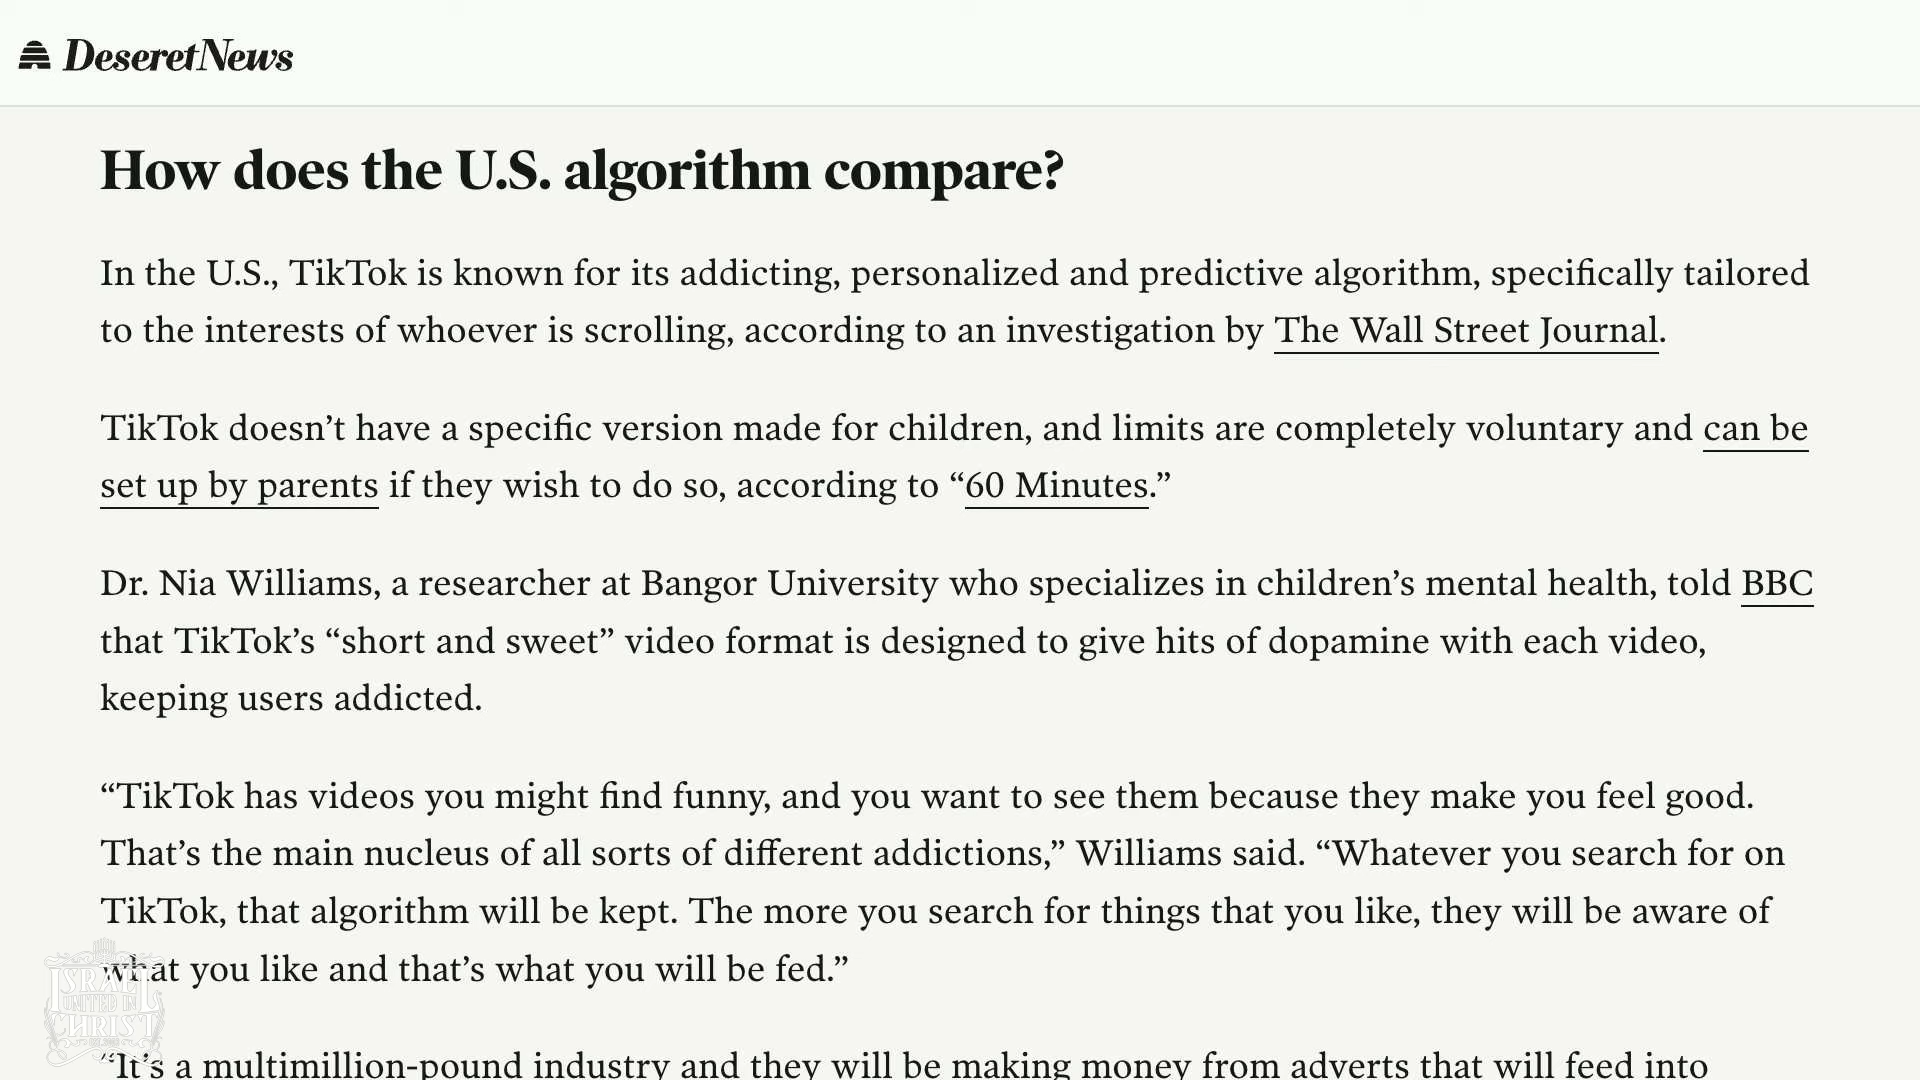 DeseretNews
How does the U.S. algorithm compare?
In the U.S., TikTok is known for its addicting, personalized and predictive algorithm, specifically tailored
to the interests of whoever is scrolling, according to an investigation by The Wall Street Journal.
TikTok doesn’t have a specific version made for children, and limits are completely voluntary and can be
set up by parents if they wish to do so, according to “60 Minutes.”
Dr. Nia Williams, a researcher at Bangor University who specializes in children’s mental health, told BBC
that TikTok’s “short and sweet” video format is designed to give hits of dopamine with each video,
keeping users addicted.
“TikTok has videos you might find funny, and you want to see them because they make you feel good.
That’s the main nucleus of all sorts of different addictions,” Williams said. “Whatever you search for on
TikTok, that algorithm will be kept. The more you search for things that you like, they will be aware of
what you like and that’s what you will be fed.”
ISRAEL
UNITED IN
CHRIST
“It’s a multimillion-pound industry and they will be making money from adverts that will feed into